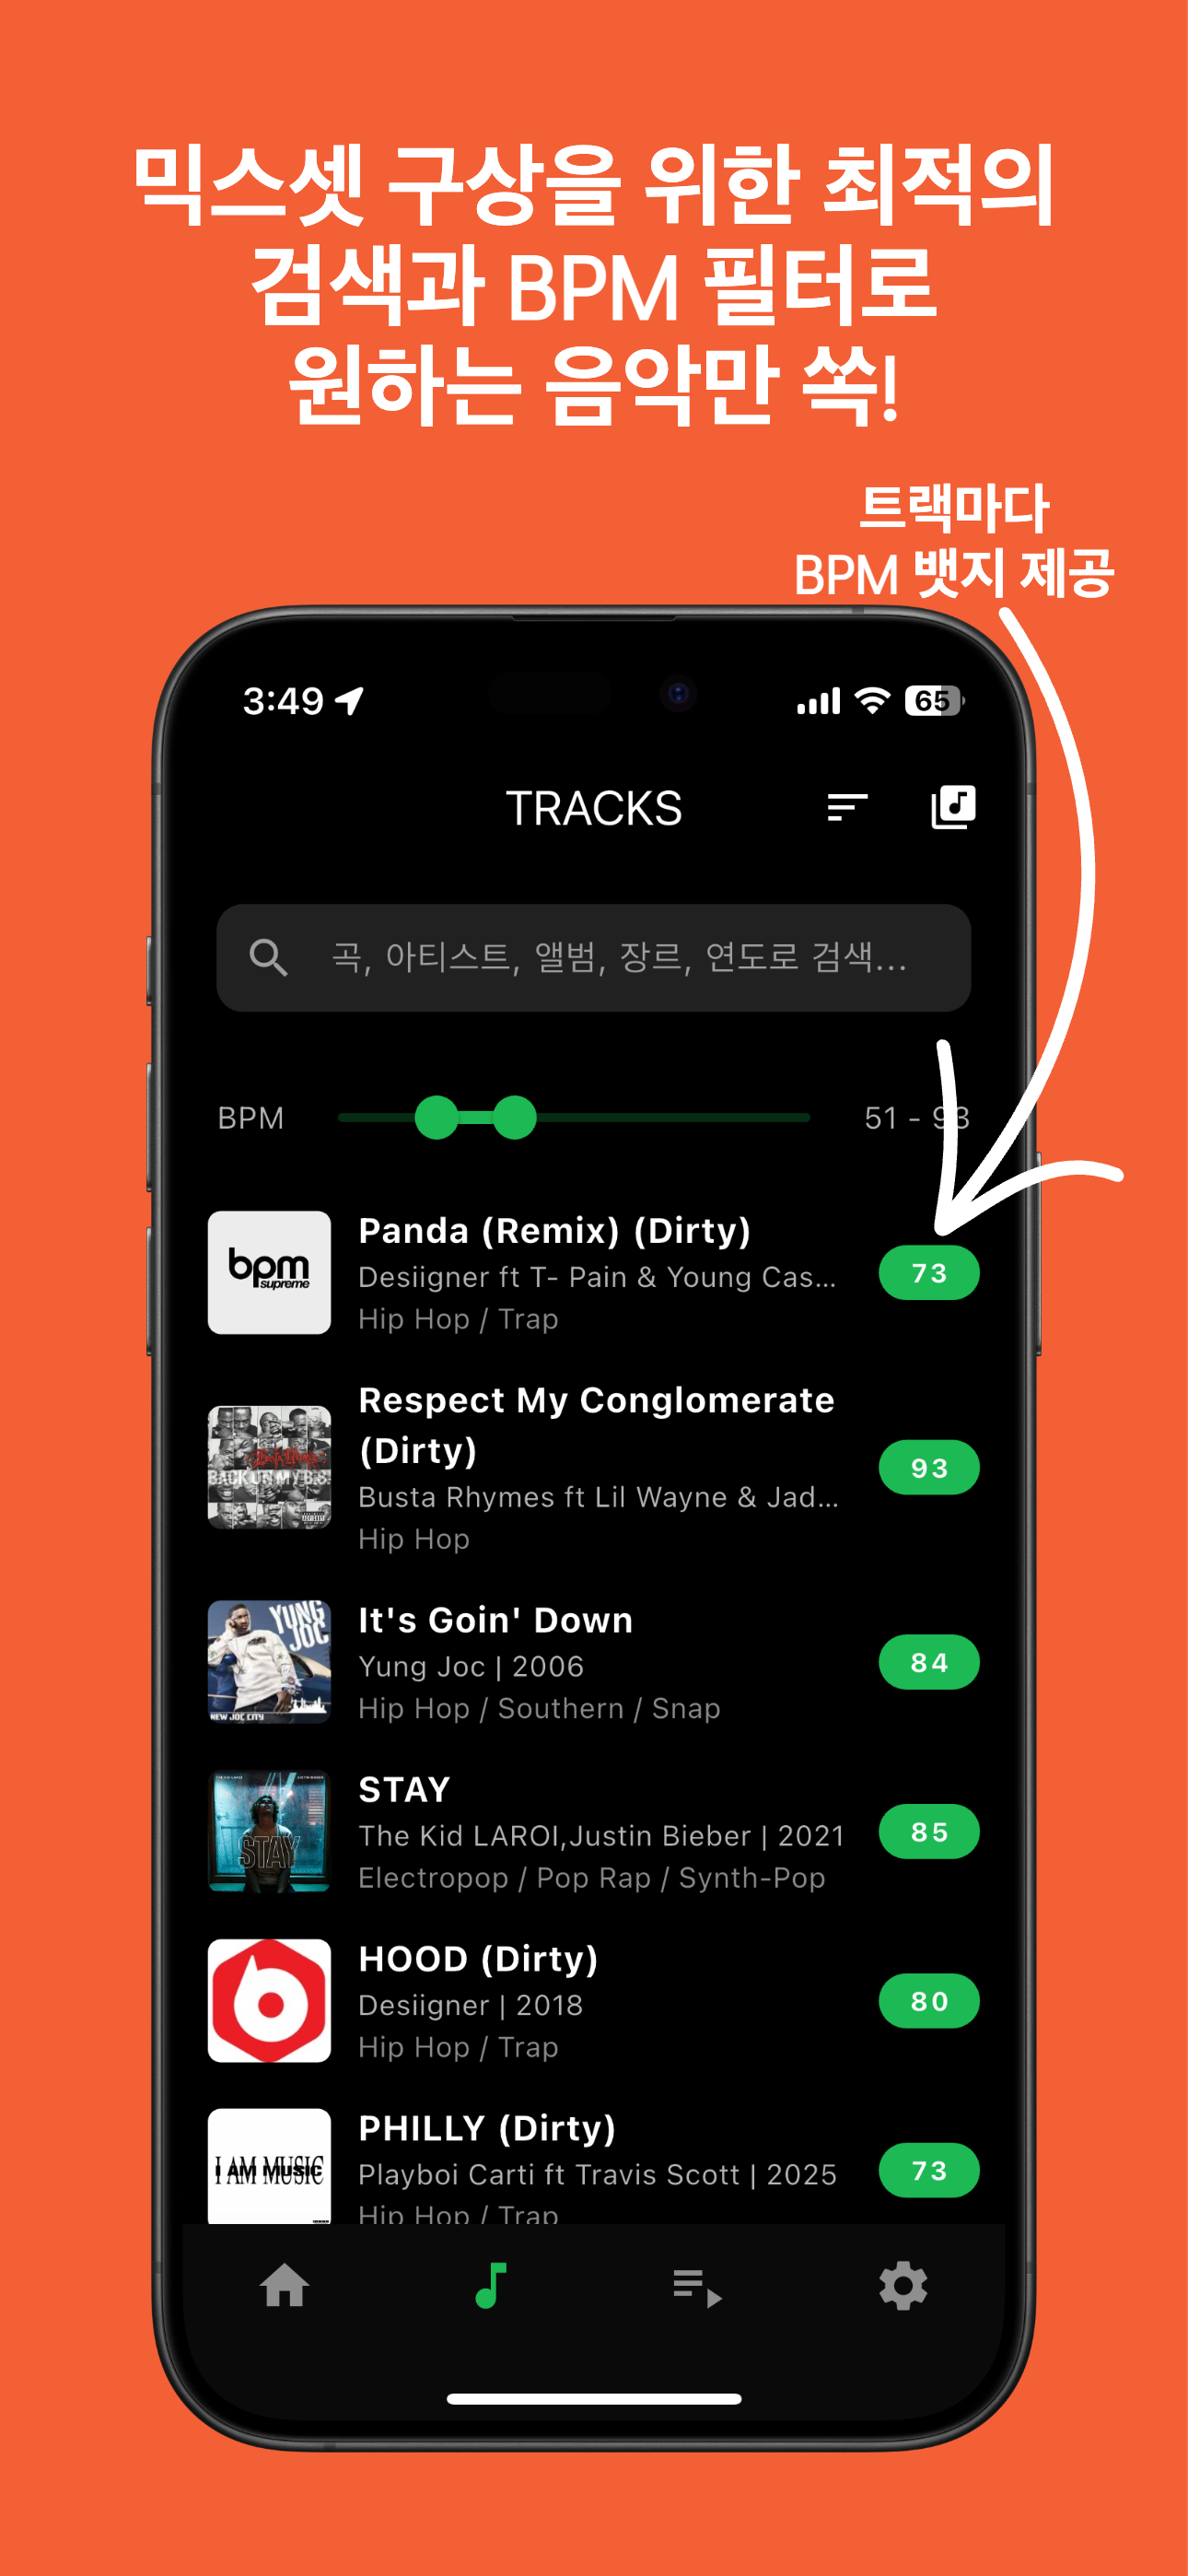 믹스셋 구상을 위한 최적의
검색과 BPM 필터로
원하는 음악만 쏙!
트랙마다
BPM 뱃지 제공
3:49
65
TRACKS
곡, 아티스트, 앨범, 장르, 연도로 검색...
BPM
51 - 93
bpm
supreme
Panda (Remix) (Dirty)
Desiigner ft T- Pain & Young Cas...
Hip Hop / Trap
73
BACK ON MY B.S.
Respect My Conglomerate
(Dirty)
Busta Rhymes ft Lil Wayne & Jad...
Hip Hop
93
YUNG
JOC
NEW JOC CITY
It's Goin' Down
Yung Joc | 2006
Hip Hop / Southern / Snap
84
STAY
STAY
The Kid LAROI,Justin Bieber | 2021
Electropop / Pop Rap / Synth-Pop
85
HOOD (Dirty)
Desiigner | 2018
Hip Hop / Trap
80
I AM MUSIC
PHILLY (Dirty)
Playboi Carti ft Travis Scott | 2025
Hip Hop / Trap
73